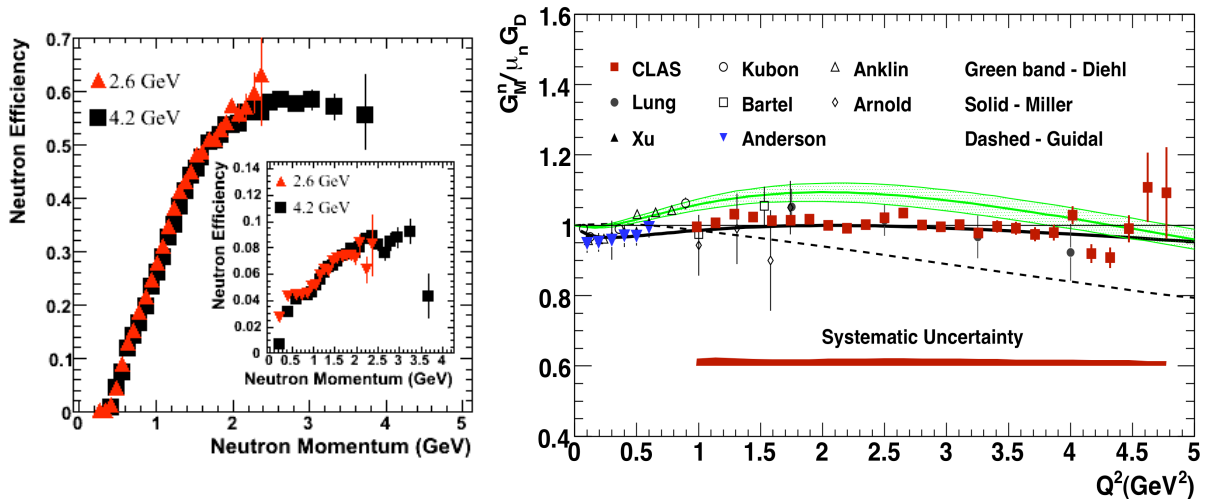 Neutron Efficiency
0.7
0.6
0.5
0.4
0.3
0.2
0.1
0
2.6 GeV
4.2 GeV
0 1 2 3 4 5
Neutron Momentum (GeV)
Neutron Efficiency
0.14
0.12
0.1
0.08
0.06
0.04
0.02
0
2.6 GeV
4.2 GeV
0 0.5 1 1.5 2 2.5 3 3.5 4
Neutron Momentum (GeV)
G_M^n/μ_n G_D
1.6
1.4
1.2
1
0.8
0.6
0.4
CLAS Kubon Anklin Green band - Diehl
Lung Bartel Arnold Solid - Miller
Xu Anderson Dashed - Guidal
Systematic Uncertainty
0 0.5 1 1.5 2 2.5 3 3.5 4 4.5 5
Q²(GeV²)